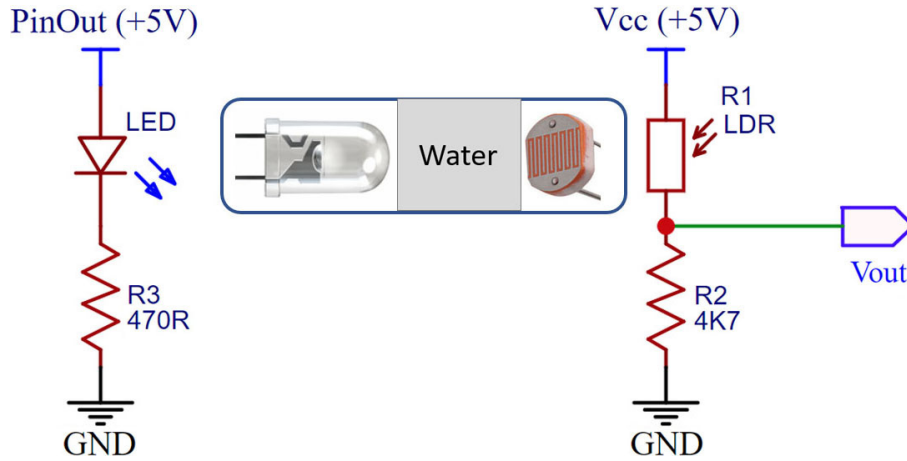 PinOut (+5V)
LED
R3
470R
GND
Water
Vcc (+5V)
R1
LDR
R2
4K7
Vout
GND